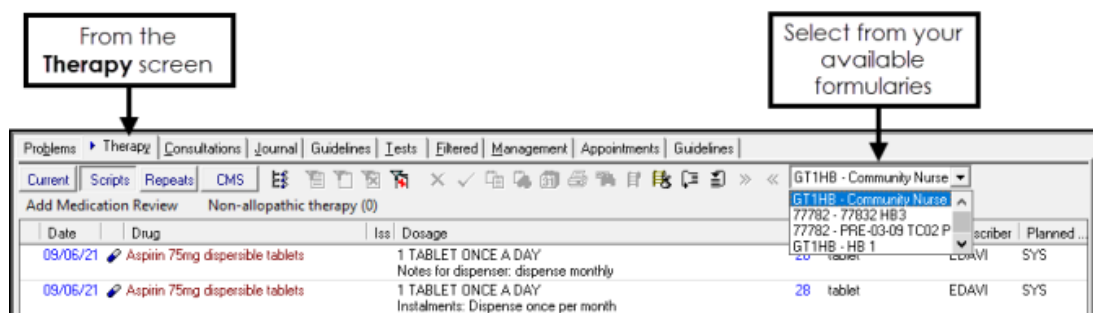 From the
Therapy screen
Select from your
available
formularies
Problems Therapy Consultations Journal Guidelines Tests Filtered Management Appointments Guidelines
Current Scripts Repeats CMS » « GT1HB - Community Nurse
Add Medication Review Non-allopathic therapy (0)
GT1HB - Community Nurse
77782 - 77832 HB3
77782 - PRE-03-09 TC02 P
GT1HB - HB 1
Date Drug Iss Dosage scriber Planned ...
09/06/21 Aspirin 75mg dispersible tablets 1 TABLET ONCE A DAY 28 tablet EDAVI SYS
Notes for dispenser: dispense monthly
09/06/21 Aspirin 75mg dispersible tablets 1 TABLET ONCE A DAY 28 tablet EDAVI SYS
Instalments: Dispense once per month